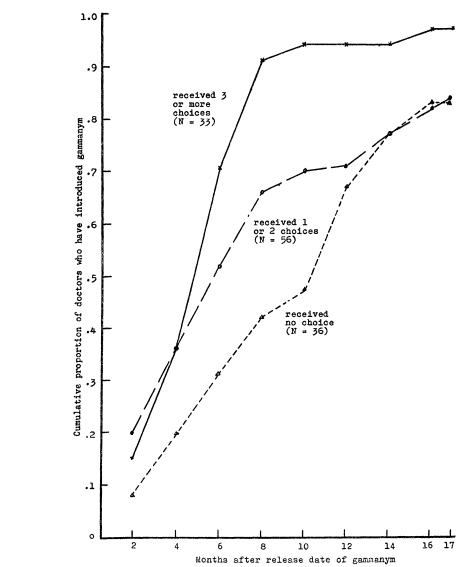 1.0
.9
.8
.7
.6
.5
.4
.3
.2
.1
o
Cumulative proportion of doctors who have introduced gammanym
received 3
or more
choices
(N = 33)
received 1
or 2 choices
(N = 56)
received
no choice
(N = 36)
2 4 6 8 10 12 14 16 17
Months after release date of gammanym